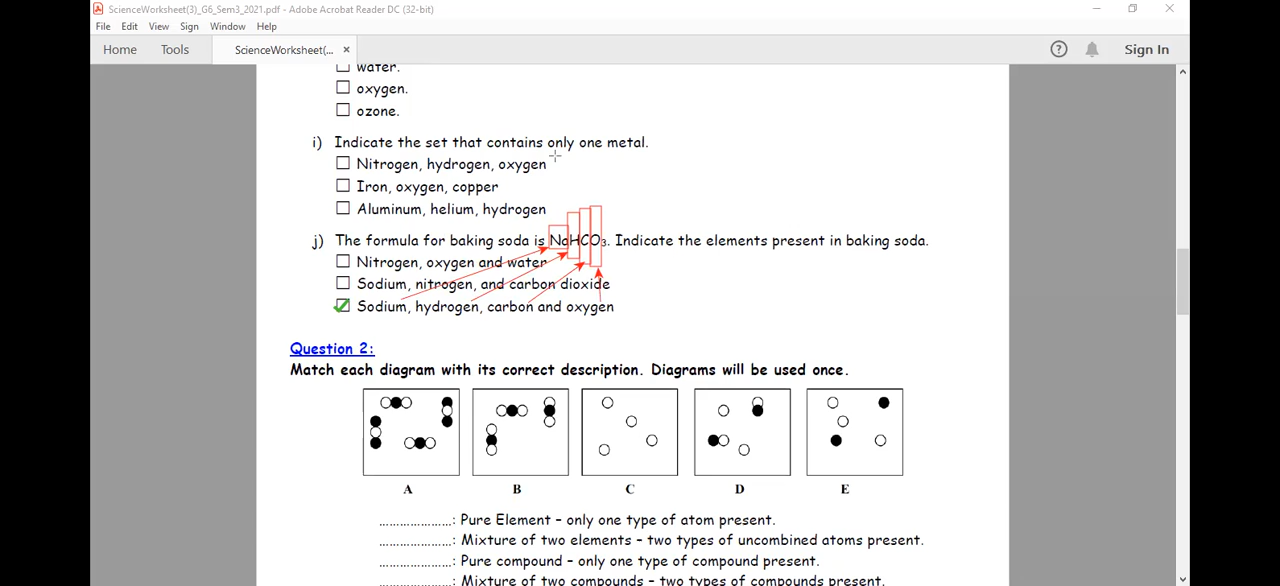 ScienceWorksheet(3)_G6_Sem3_2021.pdf - Adobe Acrobat Reader DC (32-bit)
File Edit View Sign Window Help
Home Tools ScienceWorksheet(... × Sign In
water.
oxygen.
ozone.
i) Indicate the set that contains only one metal.
Nitrogen, hydrogen, oxygen
Iron, oxygen, copper
Aluminum, helium, hydrogen
j) The formula for baking soda is NaHCO₃. Indicate the elements present in baking soda.
Nitrogen, oxygen and water
Sodium, nitrogen, and carbon dioxide
Sodium, hydrogen, carbon and oxygen
Question 2:
Match each diagram with its correct description. Diagrams will be used once.
A B C D E
.....................: Pure Element – only one type of atom present.
.....................: Mixture of two elements – two types of uncombined atoms present.
.....................: Pure compound – only one type of compound present.
.....................: Mixture of two compounds – two types of compounds present.